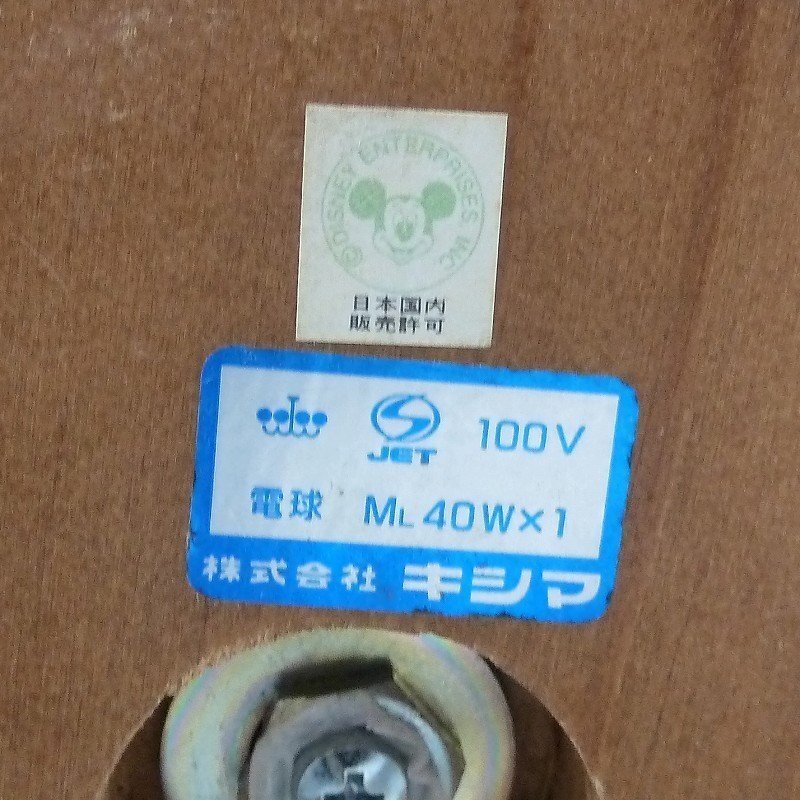 © DISNEY ENTERPRISES INC.
日本国内
販売許可
JET 100V
電球 ML 40W×1
株式会社 キシマ